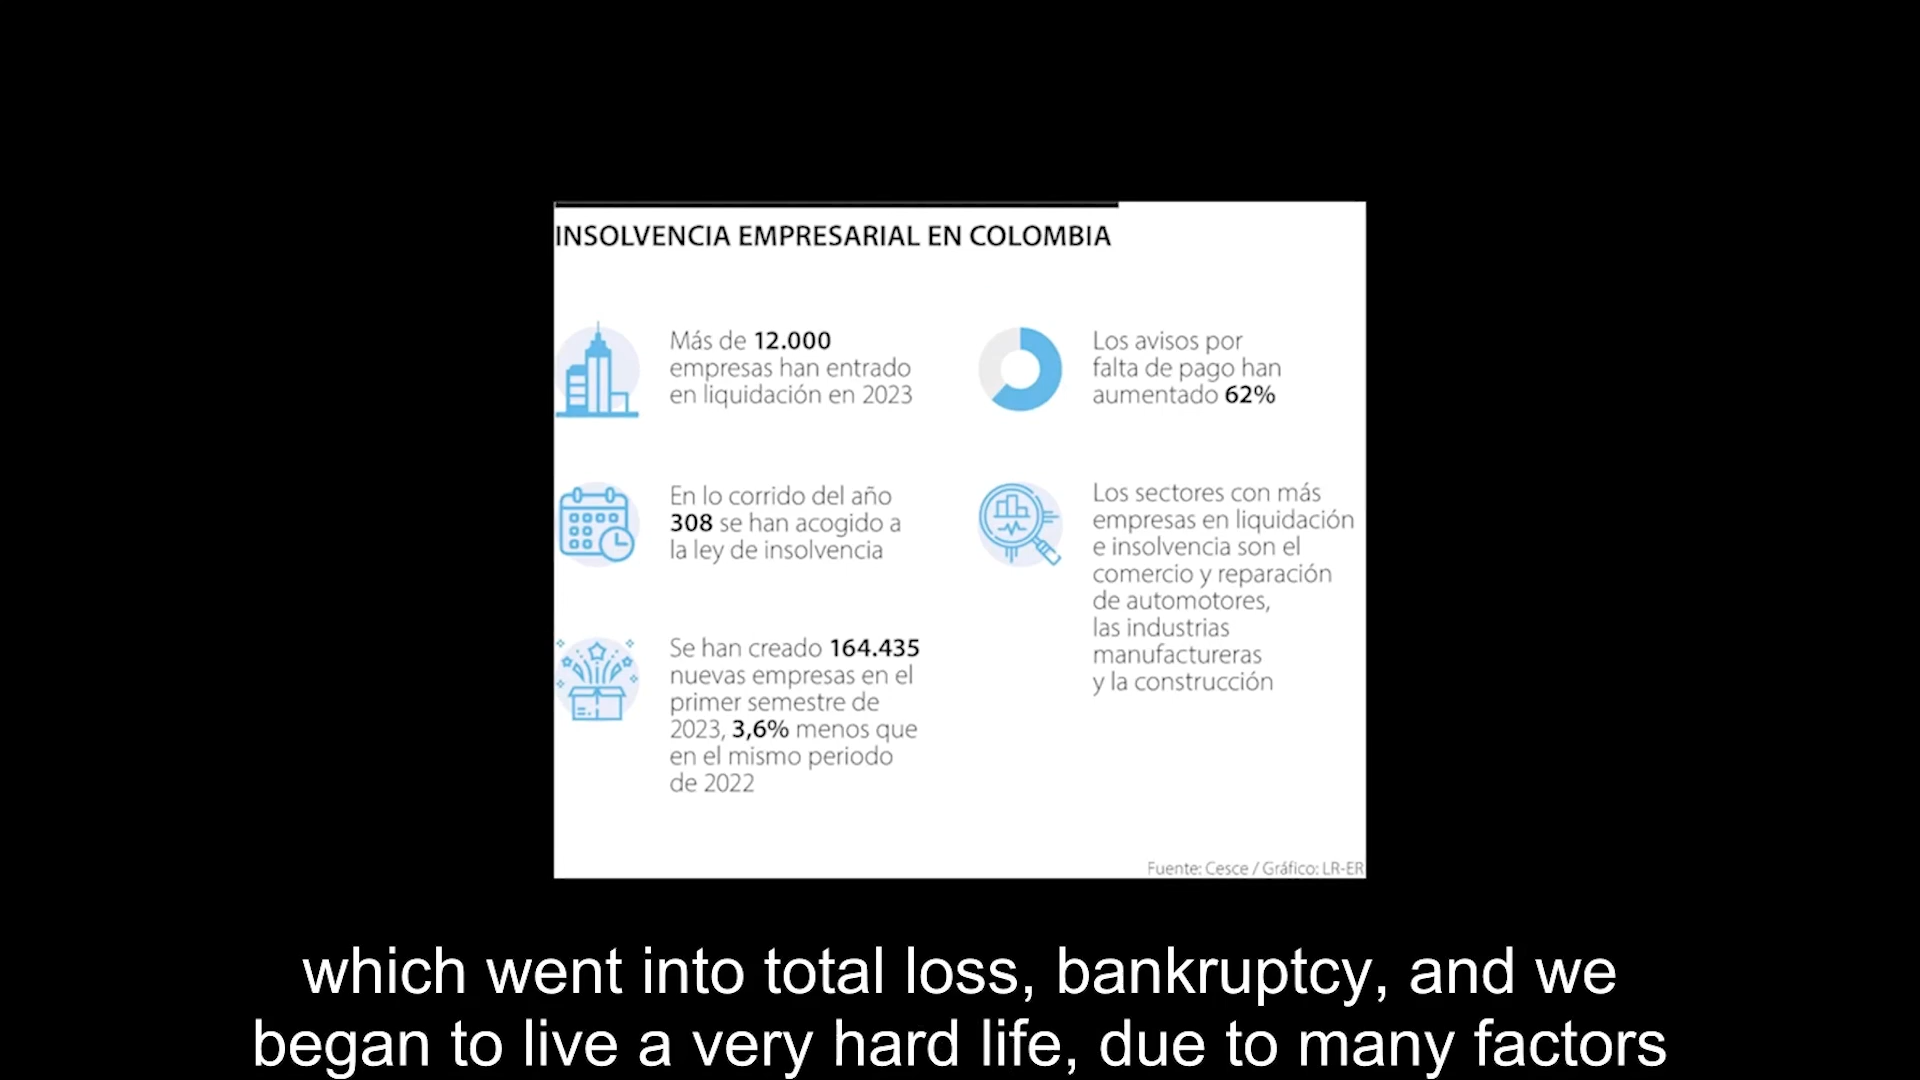 INSOLVENCIA EMPRESARIAL EN COLOMBIA
Más de 12.000
empresas han entrado
en liquidación en 2023
En lo corrido del año
308 se han acogido a
la ley de insolvencia
Se han creado 164.435
nuevas empresas en el
primer semestre de
2023, 3,6% menos que
en el mismo periodo
de 2022
Los avisos por
falta de pago han
aumentado 62%
Los sectores con más
empresas en liquidación
e insolvencia son el
comercio y reparación
de automotores,
las industrias
manufactureras
y la construcción
Fuente: Cesce / Gráfico: LR-ER
which went into total loss, bankruptcy, and we
began to live a very hard life, due to many factors